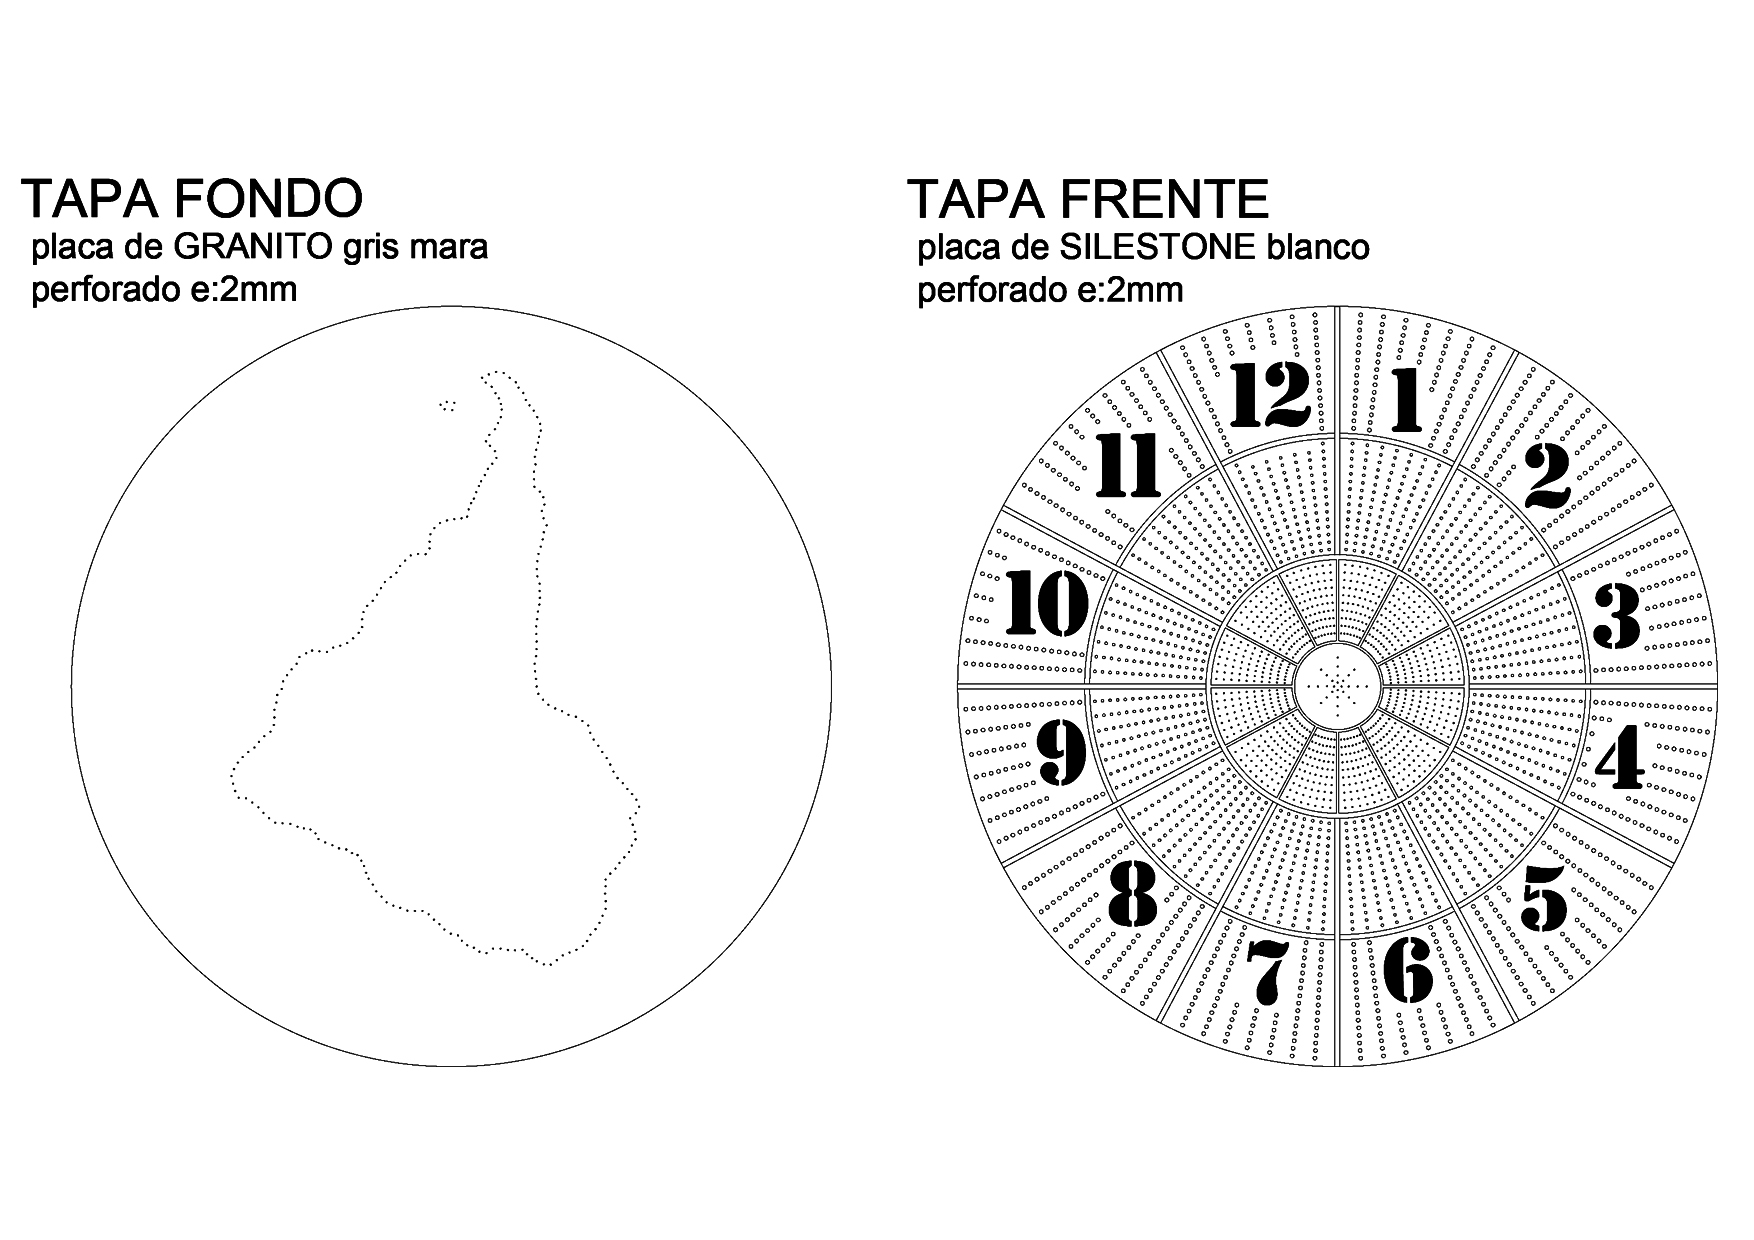 TAPA FONDO
placa de GRANITO gris mara
perforado e:2mm
TAPA FRENTE
placa de SILESTONE blanco
perforado e:2mm
12
1
2
3
4
5
6
7
8
9
10
11